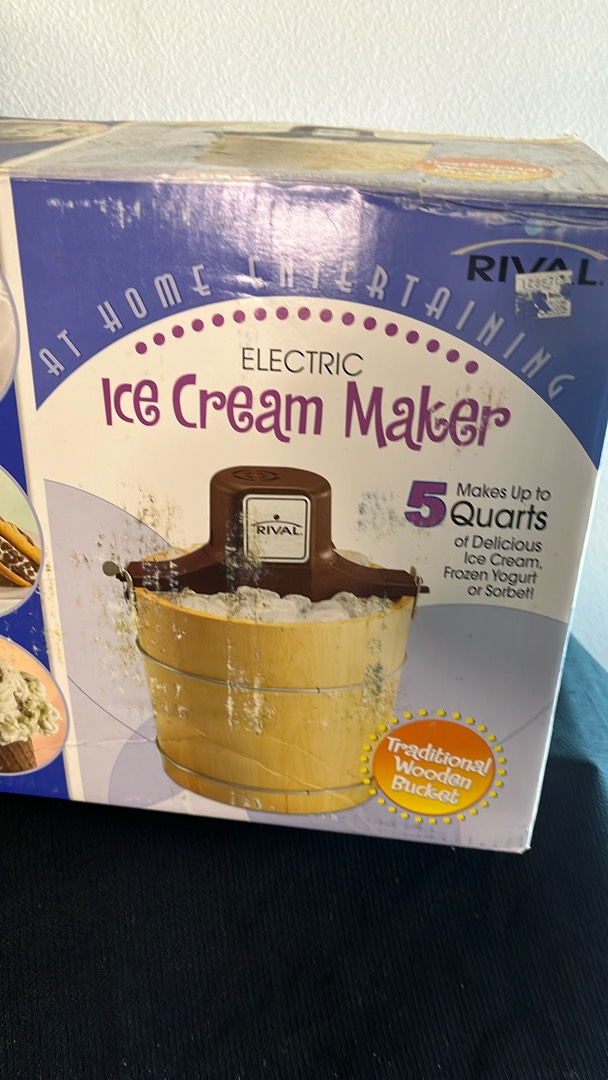 AT HOME ENTERTAINING
RIVAL
ELECTRIC
Ice Cream Maker
RIVAL
5 Makes Up to
Quarts
of Delicious
Ice Cream,
Frozen Yogurt
or Sorbet!
Traditional
Wooden
Bucket